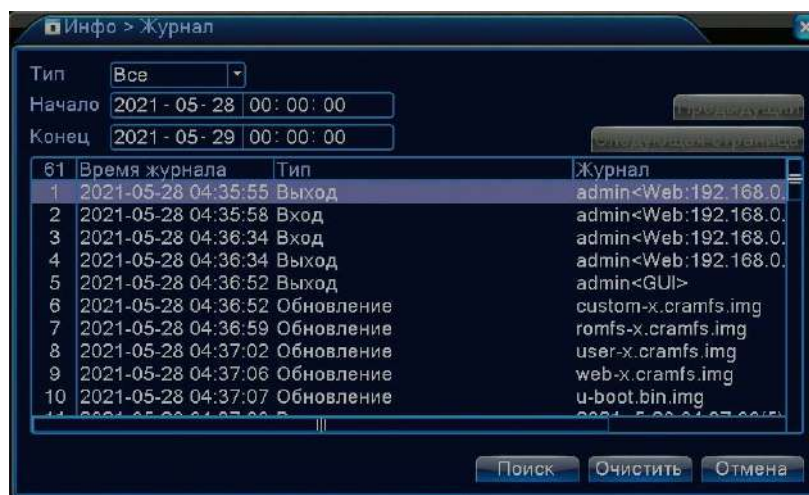 Инфо > Журнал
Тип Все
Начало 2021 - 05 - 28 00 : 00 : 00
Предыдущий
Конец 2021 - 05 - 29 00 : 00 : 00
Следующая страница
61 Время журнала Тип Журнал
1 2021-05-28 04:35:55 Выход admin<Web:192.168.0.
2 2021-05-28 04:35:58 Вход admin<Web:192.168.0.
3 2021-05-28 04:36:34 Вход admin<Web:192.168.0.
4 2021-05-28 04:36:34 Выход admin<Web:192.168.0.
5 2021-05-28 04:36:52 Выход admin<GUI>
6 2021-05-28 04:36:52 Обновление custom-x.cramfs.img
7 2021-05-28 04:36:59 Обновление romfs-x.cramfs.img
8 2021-05-28 04:37:02 Обновление user-x.cramfs.img
9 2021-05-28 04:37:06 Обновление web-x.cramfs.img
10 2021-05-28 04:37:07 Обновление u-boot.bin.img
Поиск Очистить Отмена